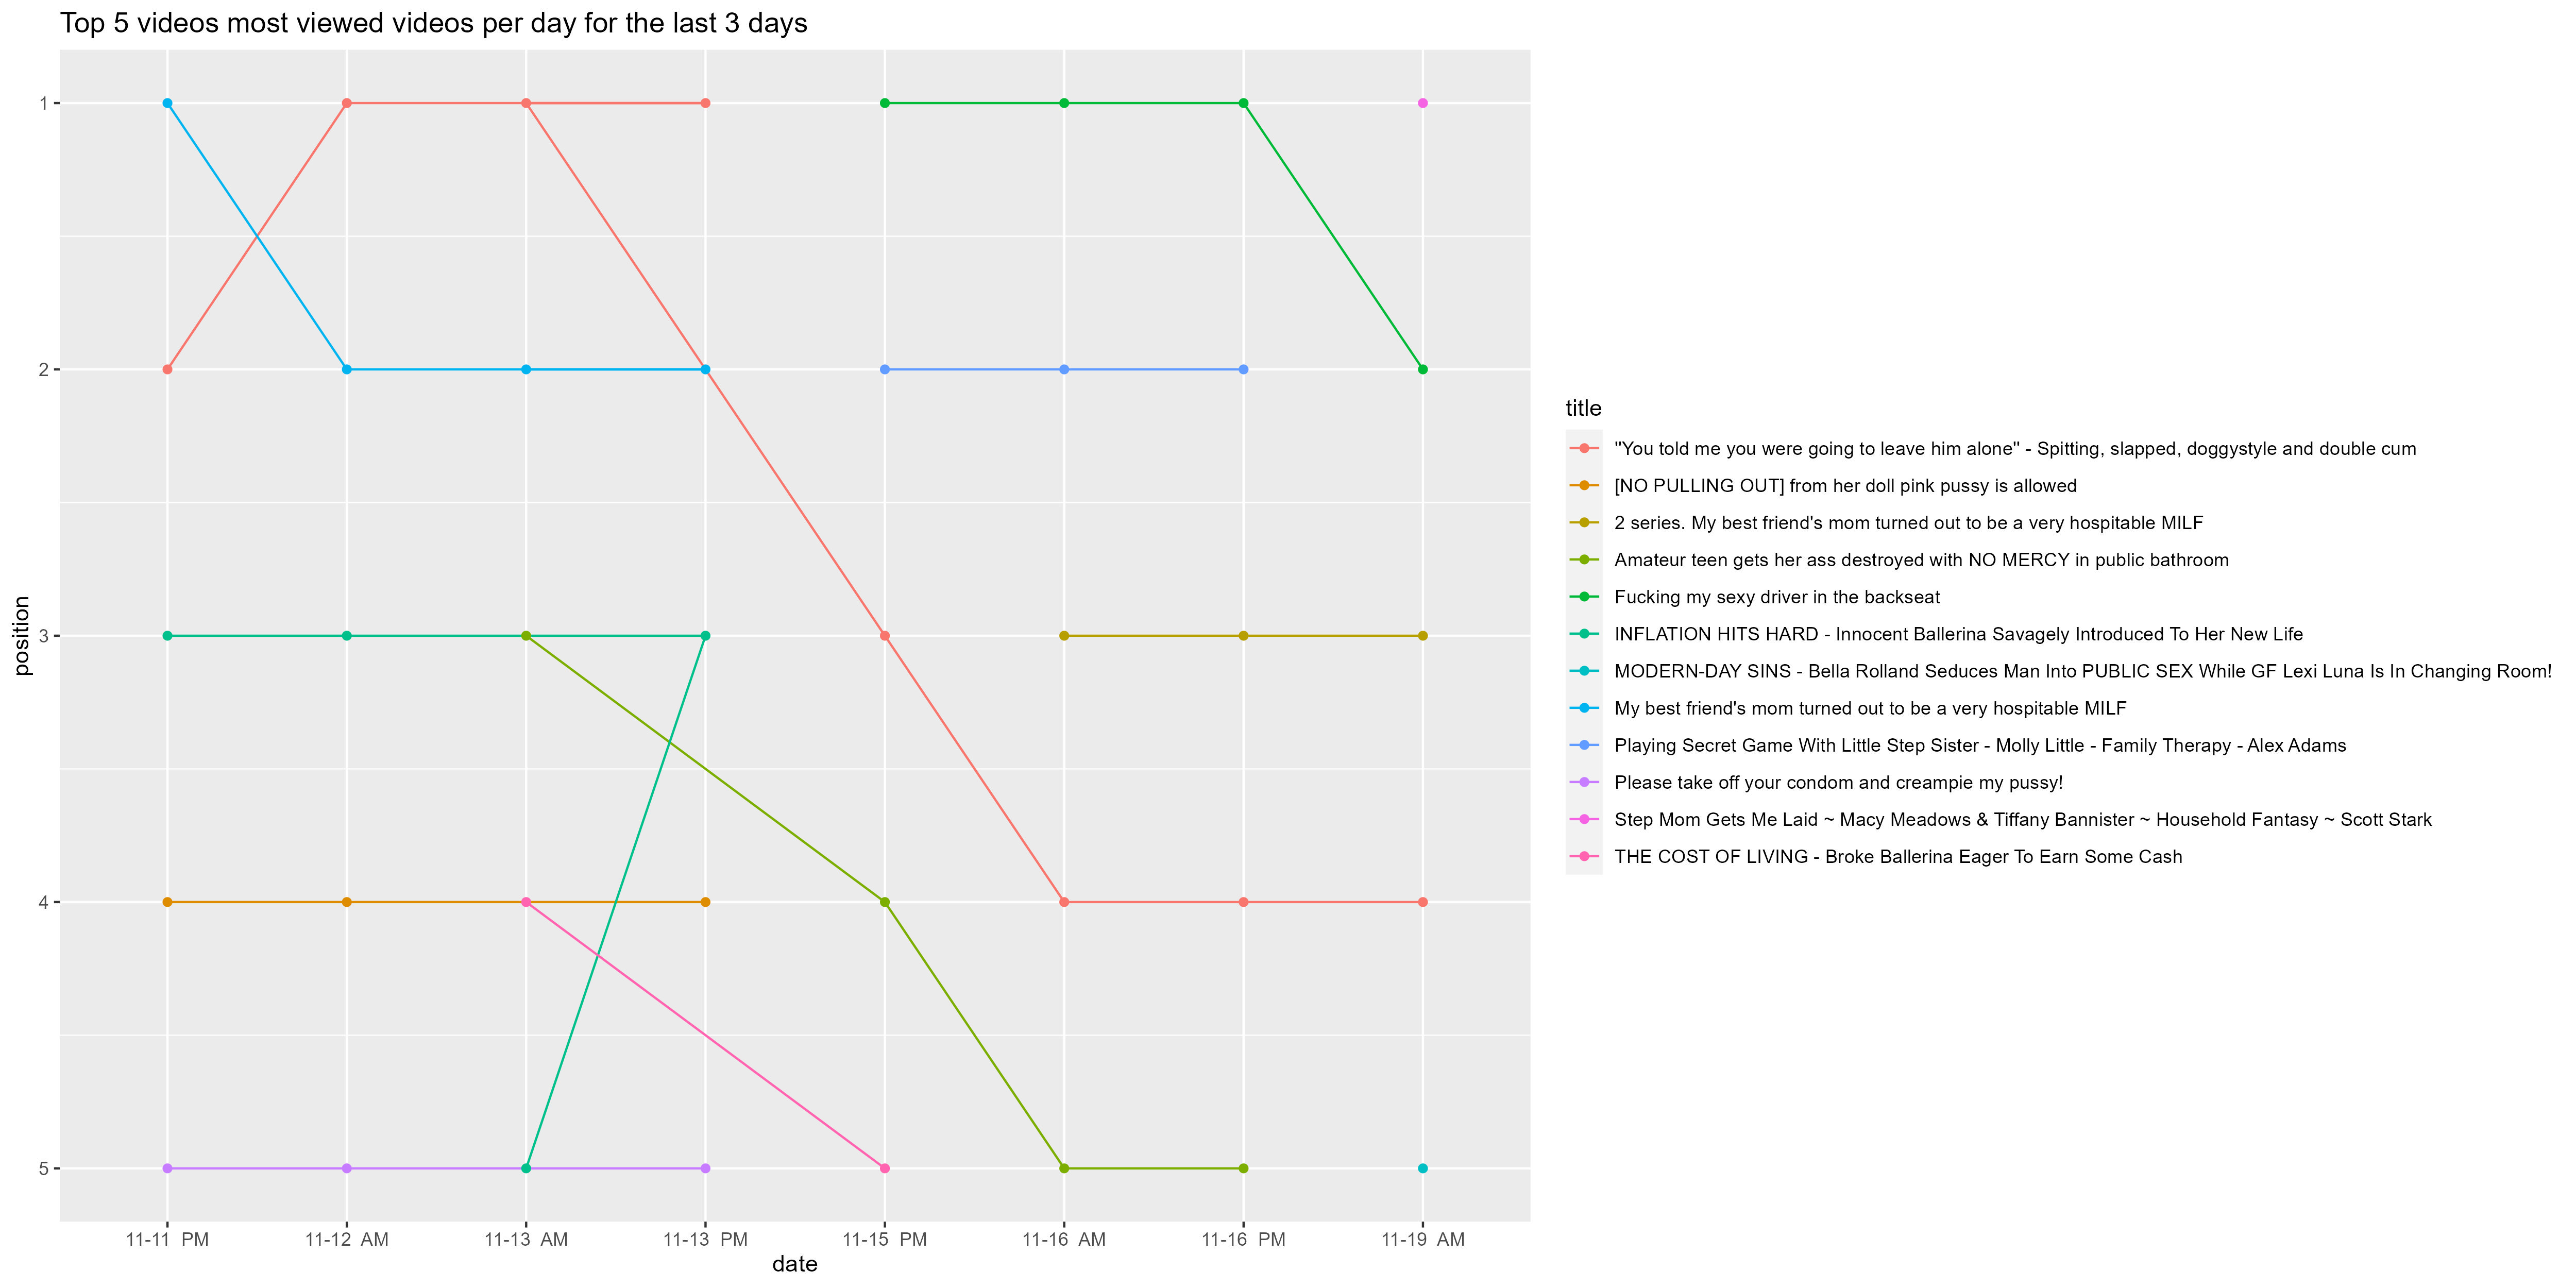 Top 5 videos most viewed videos per day for the last 3 days
position
1
2
3
4
5
11-11 PM
11-12 AM
11-13 AM
11-13 PM
11-15 PM
11-16 AM
11-16 PM
11-19 AM
date
title
"You told me you were going to leave him alone" - Spitting, slapped, doggystyle and double cum
[NO PULLING OUT] from her doll pink pussy is allowed
2 series. My best friend's mom turned out to be a very hospitable MILF
Amateur teen gets her ass destroyed with NO MERCY in public bathroom
Fucking my sexy driver in the backseat
INFLATION HITS HARD - Innocent Ballerina Savagely Introduced To Her New Life
MODERN-DAY SINS - Bella Rolland Seduces Man Into PUBLIC SEX While GF Lexi Luna Is In Changing Room!
My best friend's mom turned out to be a very hospitable MILF
Playing Secret Game With Little Step Sister - Molly Little - Family Therapy - Alex Adams
Please take off your condom and creampie my pussy!
Step Mom Gets Me Laid ~ Macy Meadows & Tiffany Bannister ~ Household Fantasy ~ Scott Stark
THE COST OF LIVING - Broke Ballerina Eager To Earn Some Cash